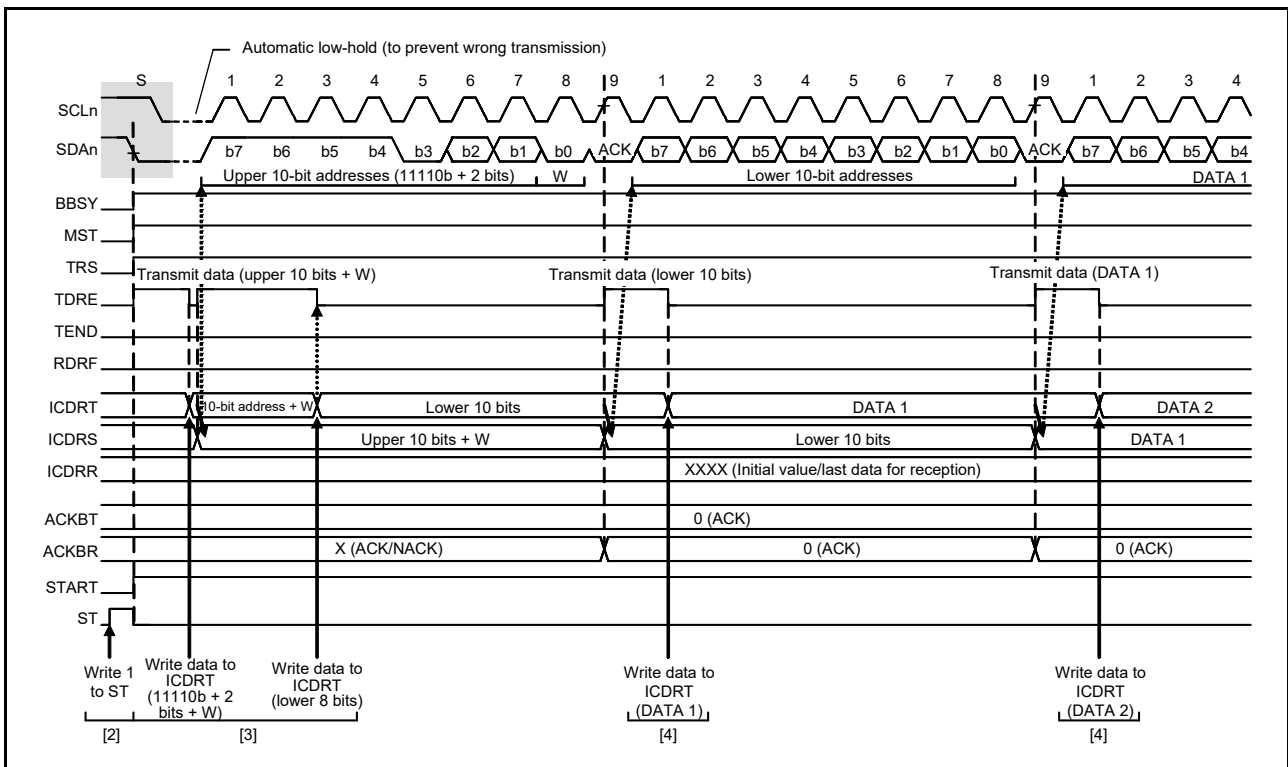 Automatic low-hold (to prevent wrong transmission)
S 1 2 3 4 5 6 7 8 9 1 2 3 4 5 6 7 8 9 1 2 3 4
SCLn
SDAn b7 b6 b5 b4 b3 b2 b1 b0 ACK b7 b6 b5 b4 b3 b2 b1 b0 ACK b7 b6 b5 b4
Upper 10-bit addresses (11110b + 2 bits) W Lower 10-bit addresses DATA 1
BBSY
MST
TRS
Transmit data (upper 10 bits + W) Transmit data (lower 10 bits) Transmit data (DATA 1)
TDRE
TEND
RDRF
ICDRT 10-bit address + W Lower 10 bits DATA 1 DATA 2
ICDRS Upper 10 bits + W Lower 10 bits DATA 1
ICDRR XXXX (Initial value/last data for reception)
ACKBT 0 (ACK)
ACKBR X (ACK/NACK) 0 (ACK) 0 (ACK)
START
ST
Write 1
to ST
Write data to
ICDRT
(11110b + 2
bits + W)
Write data to
ICDRT
(lower 8 bits)
Write data to
ICDRT
(DATA 1)
Write data to
ICDRT
(DATA 2)
[2] [3] [4] [4]